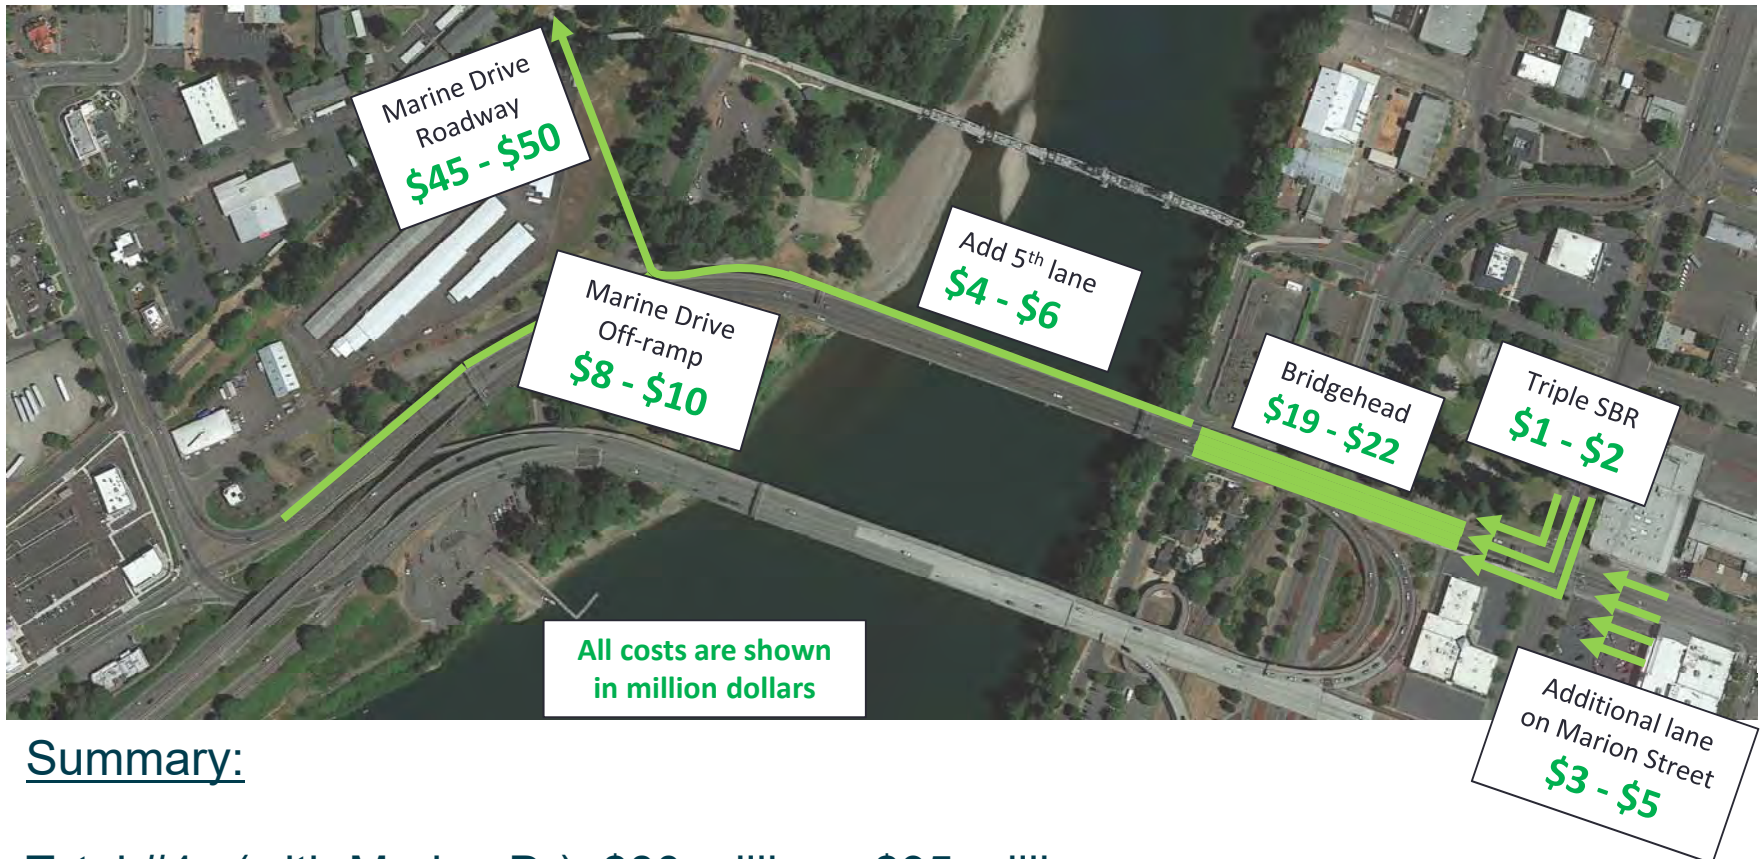 Marine Drive
Roadway
$45 - $50
Marine Drive
Off-ramp
$8 - $10
Add 5th lane
$4 - $6
Bridgehead
$19 - $22
Triple SBR
$1 - $2
Additional lane
on Marion Street
$3 - $5
All costs are shown
in million dollars
Summary: